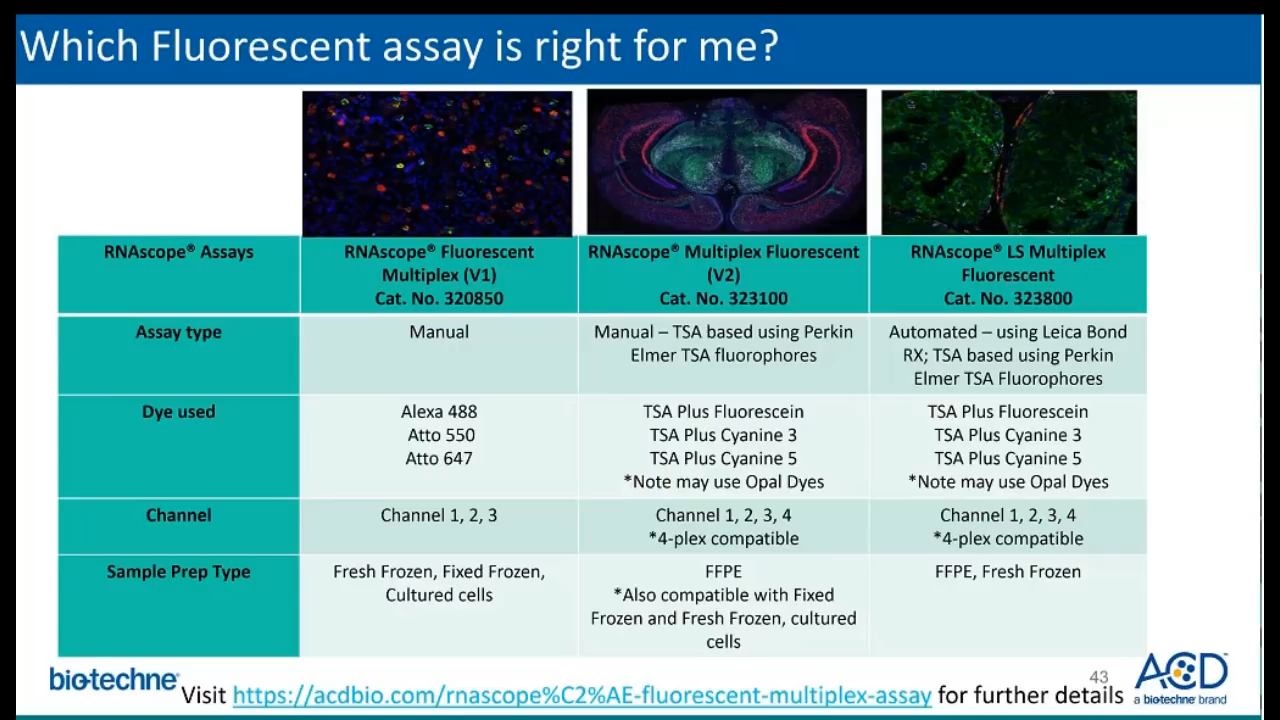 Which Fluorescent assay is right for me?
RNAscope® Assays
RNAscope® Fluorescent
Multiplex (V1)
Cat. No. 320850
RNAscope® Multiplex Fluorescent
(V2)
Cat. No. 323100
RNAscope® LS Multiplex
Fluorescent
Cat. No. 323800
Assay type
Manual
Manual – TSA based using Perkin
Elmer TSA fluorophores
Automated – using Leica Bond
RX; TSA based using Perkin
Elmer TSA Fluorophores
Dye used
Alexa 488
Atto 550
Atto 647
TSA Plus Fluorescein
TSA Plus Cyanine 3
TSA Plus Cyanine 5
*Note may use Opal Dyes
TSA Plus Fluorescein
TSA Plus Cyanine 3
TSA Plus Cyanine 5
*Note may use Opal Dyes
Channel
Channel 1, 2, 3
Channel 1, 2, 3, 4
*4-plex compatible
Channel 1, 2, 3, 4
*4-plex compatible
Sample Prep Type
Fresh Frozen, Fixed Frozen,
Cultured cells
FFPE
*Also compatible with Fixed
Frozen and Fresh Frozen, cultured
cells
FFPE, Fresh Frozen
bio-techne
Visit https://acdbio.com/rnascope%C2%AE-fluorescent-multiplex-assay for further details
43
ACD
a biotechne brand